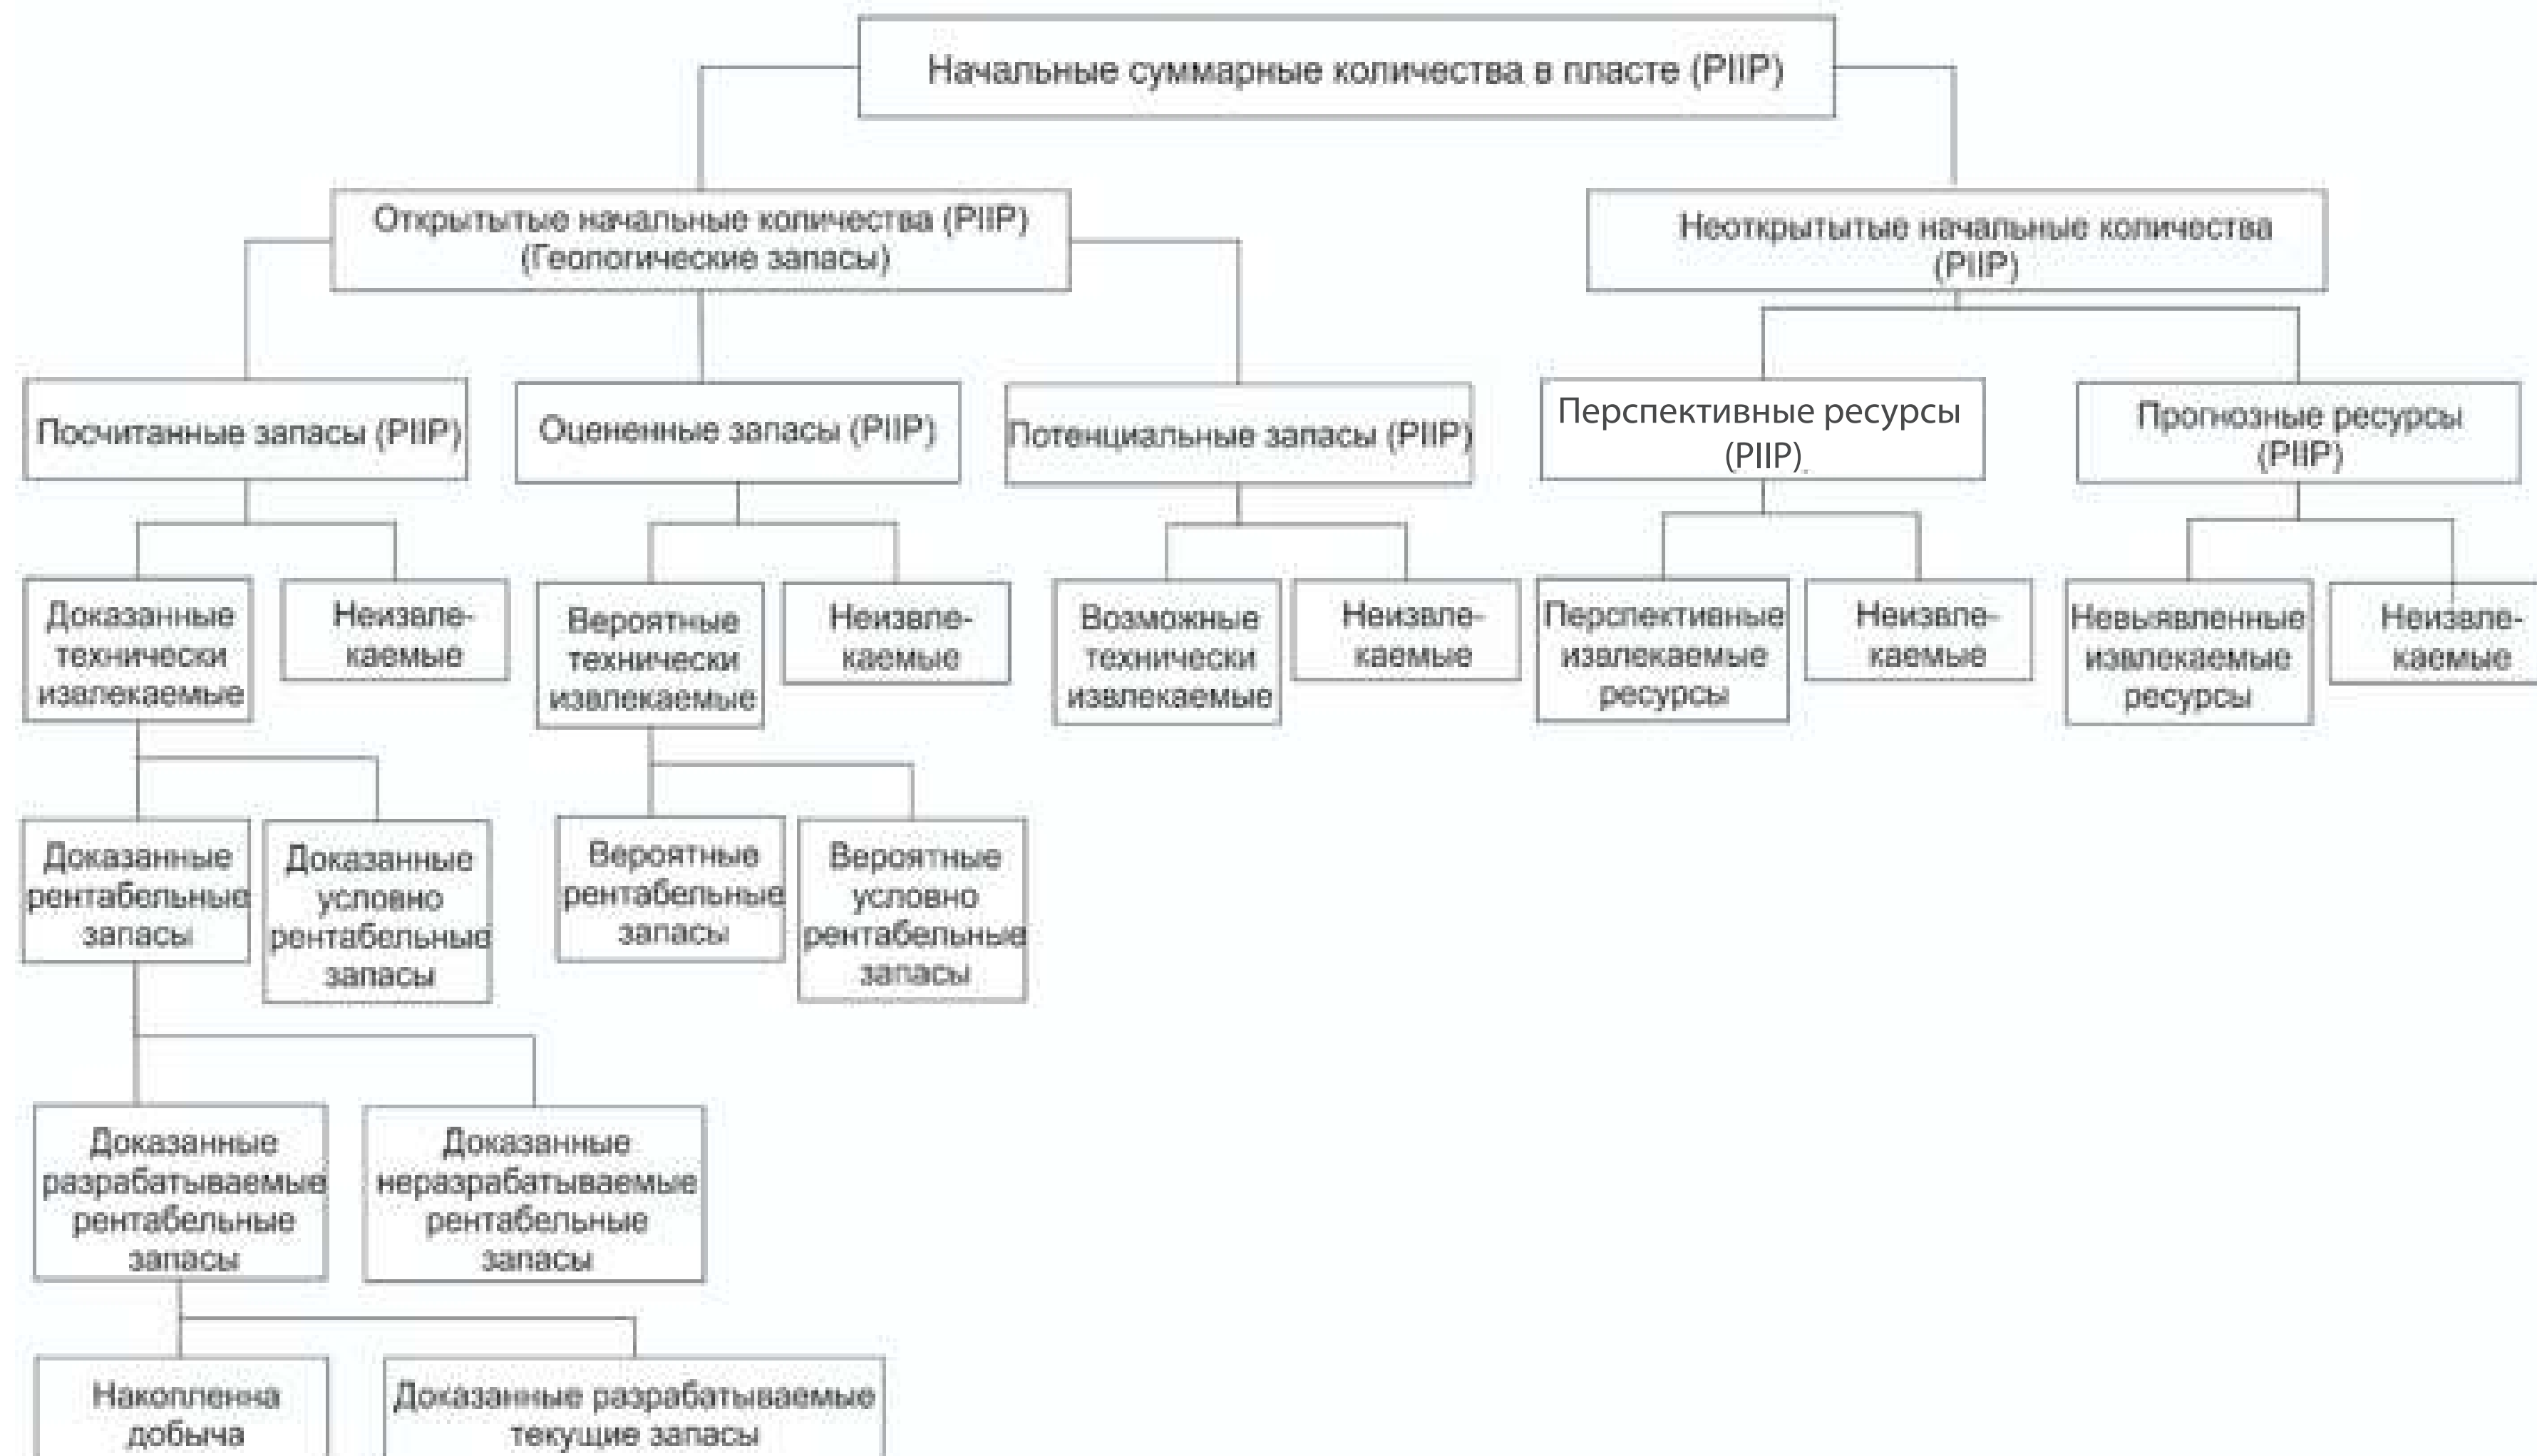 Начальные суммарные количества в пласте (PIIP)
Открытытые начальные количества (PIIP)
(Геологические запасы)
Неоткрытытые начальные количества
(PIIP)
Посчитанные запасы (PIIP)
Оцененные запасы (PIIP)
Потенциальные запасы (PIIP)
Перспективные ресурсы
(PIIP)
Прогнозные ресурсы
(PIIP)
Доказанные
технически
извлекаемые
Неизвле-
каемые
Вероятные
технически
извлекаемые
Неизвле-
каемые
Возможные
технически
извлекаемые
Неизвле-
каемые
Перспективные
извлекаемые
ресурсы
Неизвле-
каемые
Невыявленные
извлекаемые
ресурсы
Неизвле-
каемые
Доказанные
рентабельные
запасы
Доказанные
условно
рентабельные
запасы
Вероятные
рентабельные
запасы
Вероятные
условно
рентабельные
запасы
Доказанные
разрабатываемые
рентабельные
запасы
Доказанные
неразрабатываемые
рентабельные
запасы
Накопленна
добыча
Доказанные разрабатываемые
текущие запасы